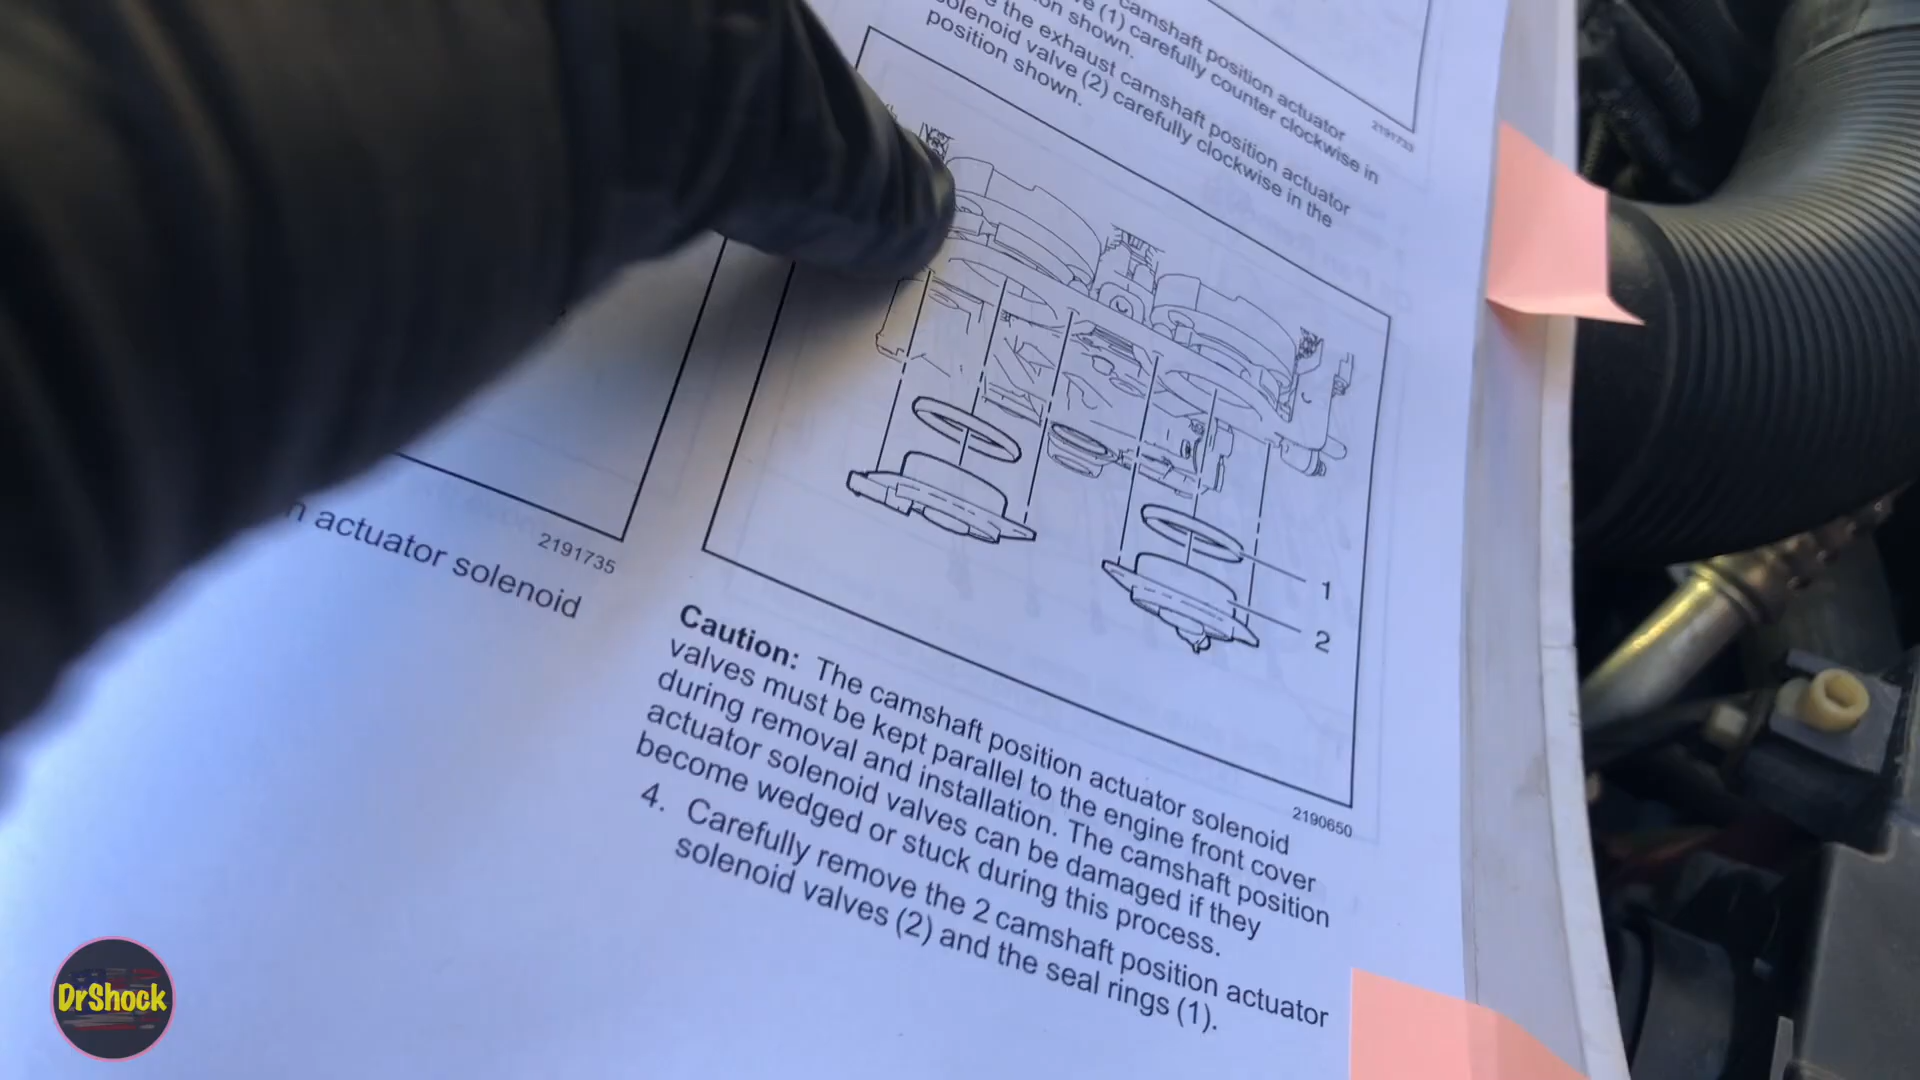 camshaft position actuator
ve (1) carefully counter clockwise in
on shown.
e the exhaust camshaft position actuator
solenoid valve (2) carefully clockwise in the
position shown.
2191733
1
2
2190650
2191735
n actuator solenoid
Caution: The camshaft position actuator solenoid
valves must be kept parallel to the engine front cover
during removal and installation. The camshaft position
actuator solenoid valves can be damaged if they
become wedged or stuck during this process.
4. Carefully remove the 2 camshaft position actuator
solenoid valves (2) and the seal rings (1).
DrShock